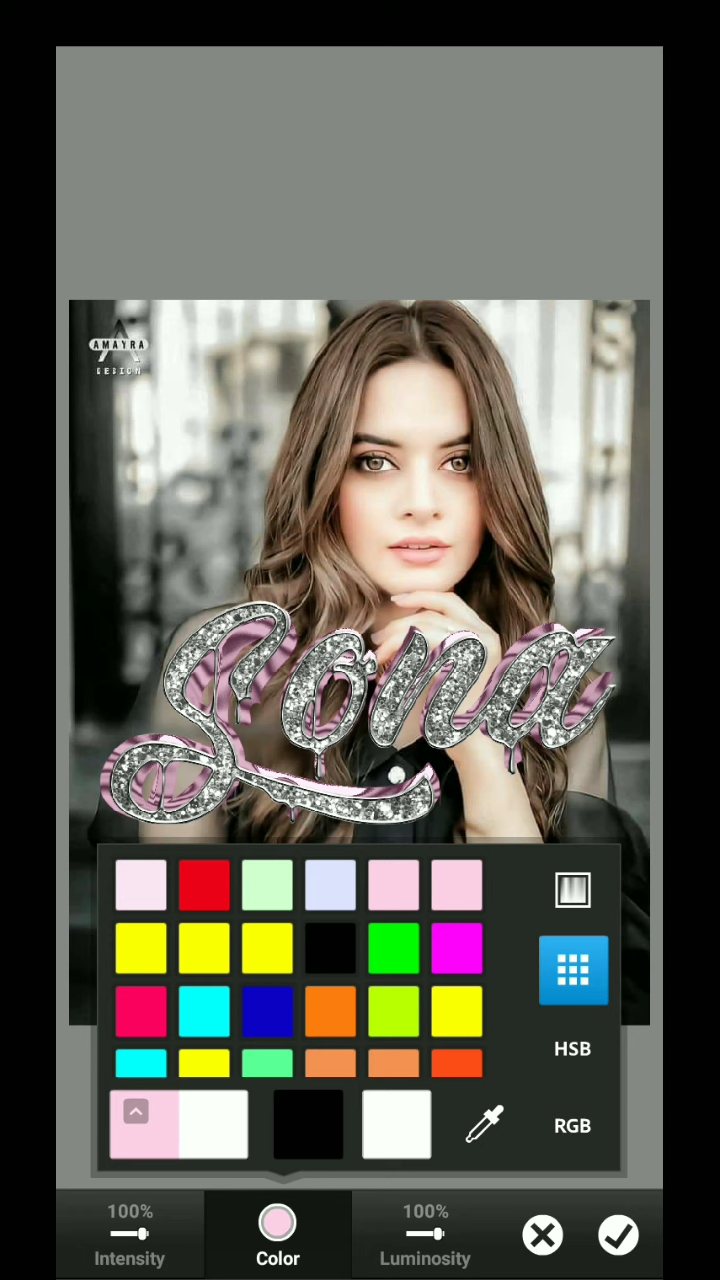 AMAYRA
DESIGN
Sona
HSB
RGB
100%
100%
Intensity
Color
Luminosity